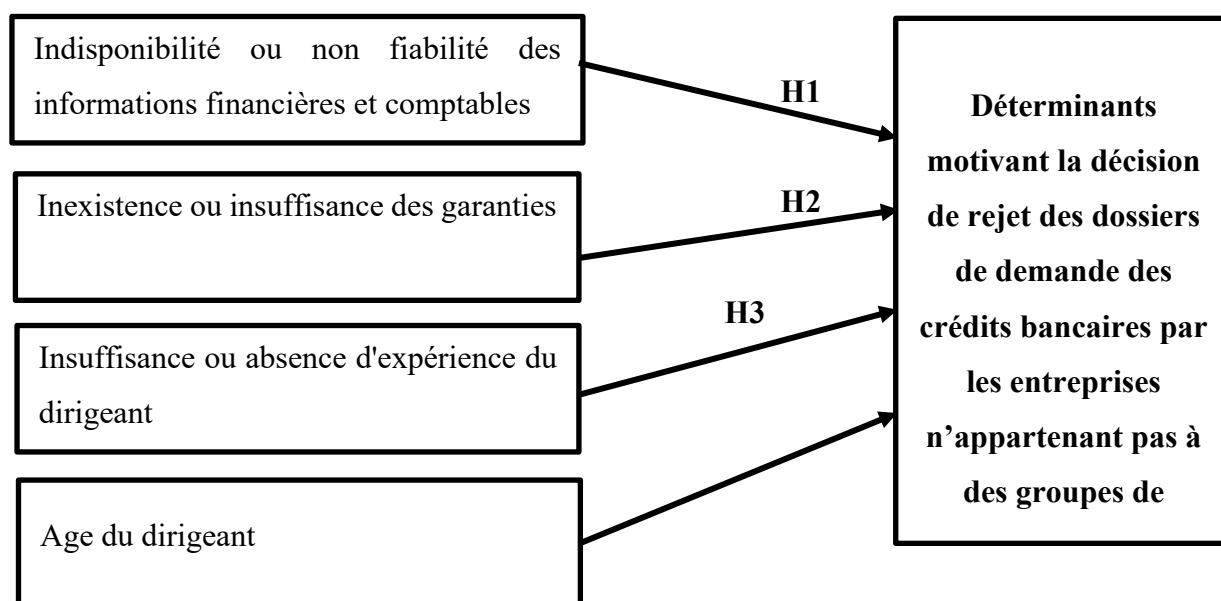 Indisponibilité ou non fiabilité des
informations financières et comptables
H1
Inexistence ou insuffisance des garanties
H2
Insuffisance ou absence d'expérience du
dirigeant
H3
Age du dirigeant
Déterminants
motivant la décision
de rejet des dossiers
de demande des
crédits bancaires par
les entreprises
n’appartenant pas à
des groupes de